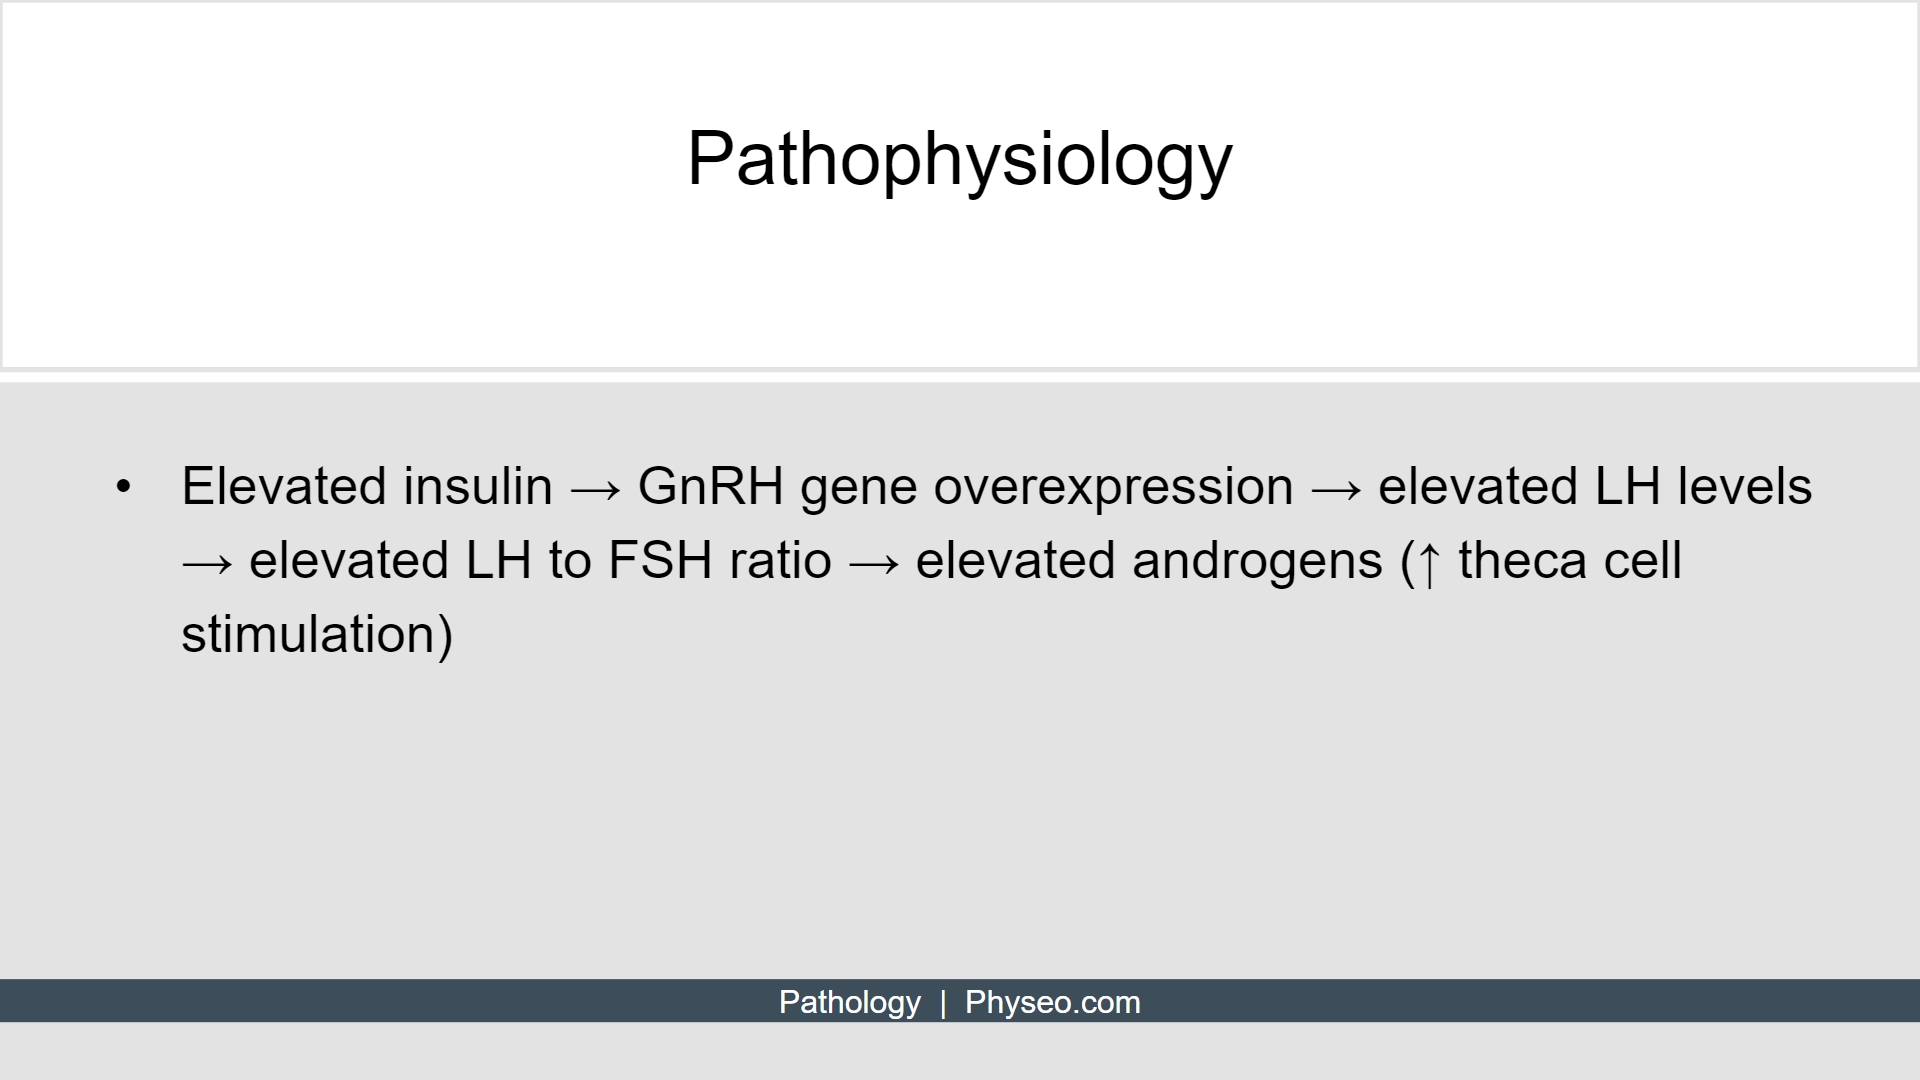 Pathophysiology
• Elevated insulin → GnRH gene overexpression → elevated LH levels
→ elevated LH to FSH ratio → elevated androgens (↑ theca cell
stimulation)
Pathology | Physeo.com